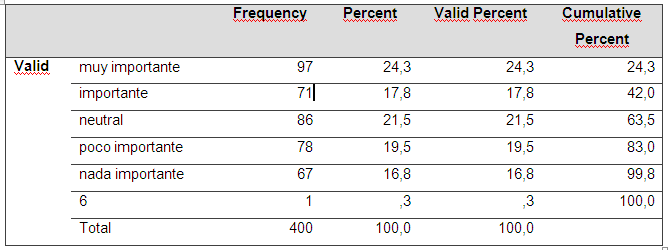 Frequency Percent Valid Percent Cumulative Percent
Valid muy importante 97 24,3 24,3 24,3
importante 71 17,8 17,8 42,0
neutral 86 21,5 21,5 63,5
poco importante 78 19,5 19,5 83,0
nada importante 67 16,8 16,8 99,8
6 1 ,3 ,3 100,0
Total 400 100,0 100,0